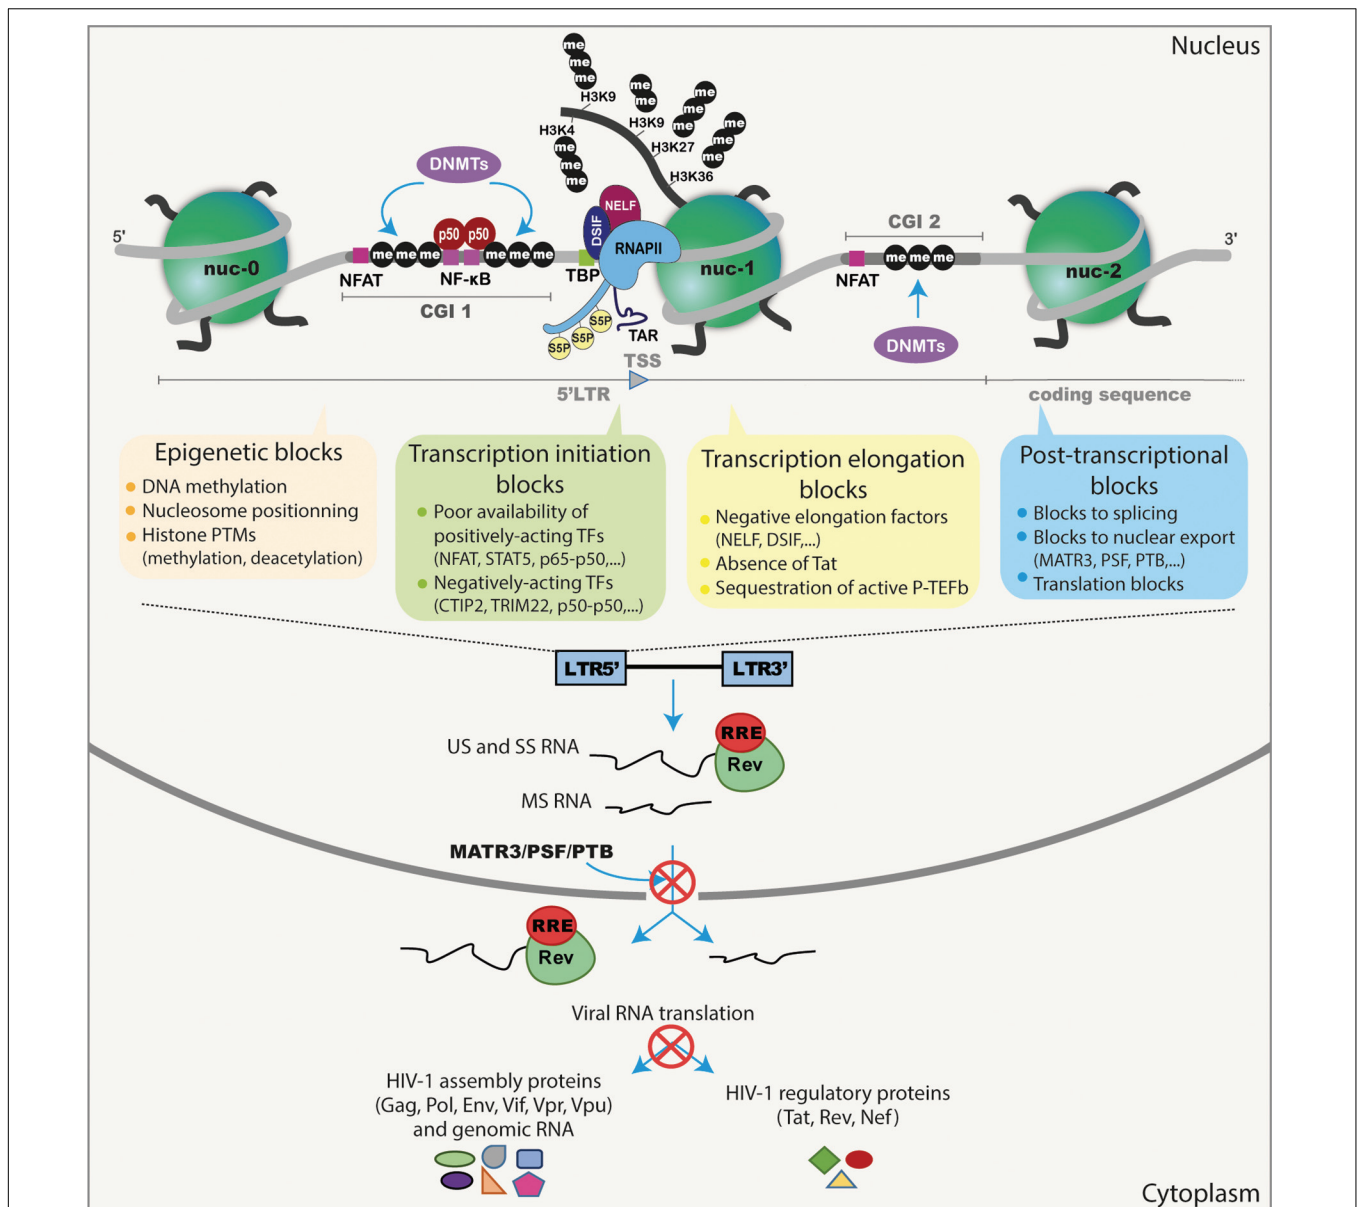 Nucleus
me
me
me
H3K9
me
me
H3K9
me
me
me
H3K27
me
me
me
H3K36
H3K4
me
me
me
DNMTs
CGI 2
5'
3'
nuc-0
NFAT
me me me
p50 p50
NF-κB
me me me
CGI 1
TBP
DSIF
NELF
RNAPII
S5P
S5P
S5P
TAR
nuc-1
NFAT
me me me
DNMTs
nuc-2
TSS
5'LTR
coding sequence
Epigenetic blocks
DNA methylation
Nucleosome positionning
Histone PTMs
(methylation, deacetylation)
Transcription initiation
blocks
Poor availability of
positively-acting TFs
(NFAT, STAT5, p65-p50,...)
Negatively-acting TFs
(CTIP2, TRIM22, p50-p50,...)
Transcription elongation
blocks
Negative elongation factors
(NELF, DSIF,...)
Absence of Tat
Sequestration of active P-TEFb
Post-transcriptional
blocks
Blocks to splicing
Blocks to nuclear export
(MATR3, PSF, PTB,...)
Translation blocks
LTR5'
LTR3'
US and SS RNA
RRE
Rev
MS RNA
MATR3/PSF/PTB
RRE
Rev
Viral RNA translation
HIV-1 assembly proteins
(Gag, Pol, Env, Vif, Vpr, Vpu)
and genomic RNA
HIV-1 regulatory proteins
(Tat, Rev, Nef)
Cytoplasm